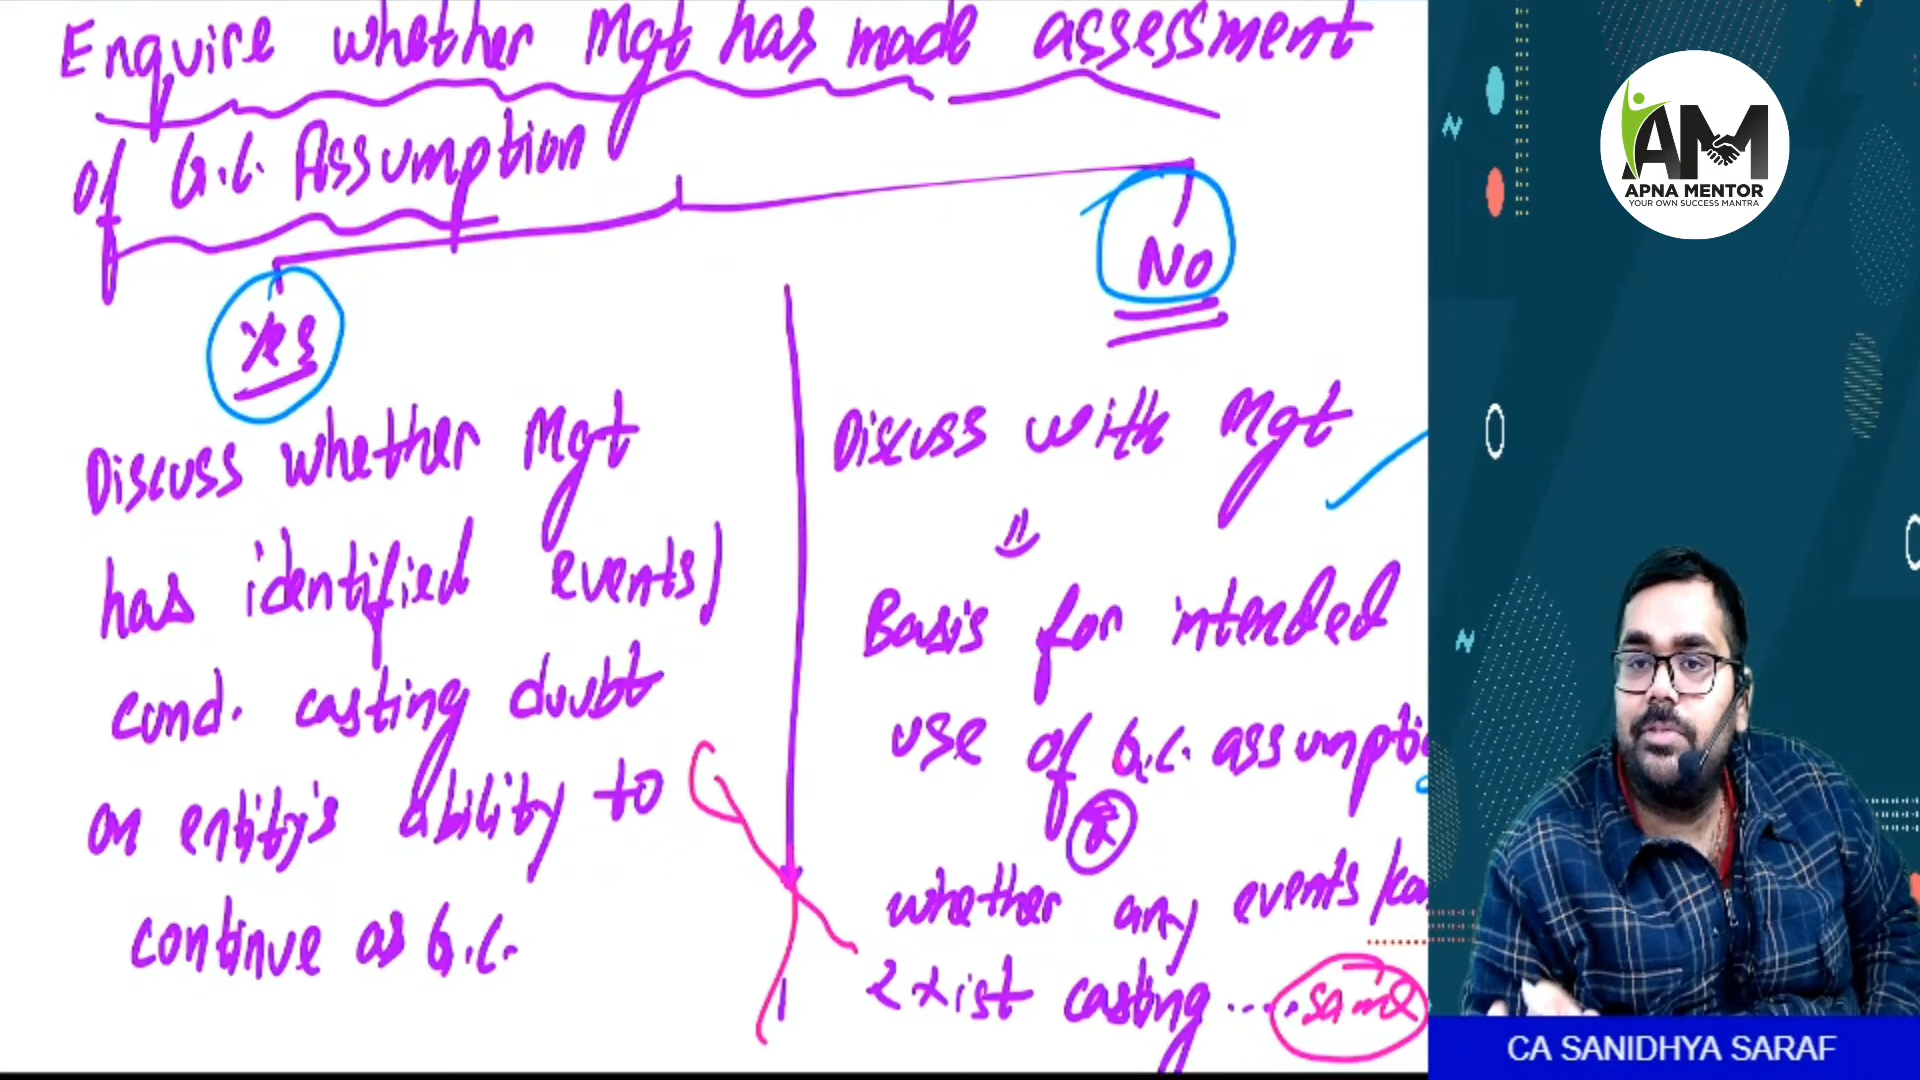 Enquire whether Mgt has made assessment
of G.C. Assumption
Yes
No
Discuss whether Mgt
has identified events/
cond. casting doubt
on entity's ability to
continue as G.C.
Discuss with Mgt
Basis for intended
use of G.C. assumptio
&
whether any events/con
exist casting .... same
AM
APNA MENTOR
YOUR OWN SUCCESS MANTRA
CA SANIDHYA SARAF